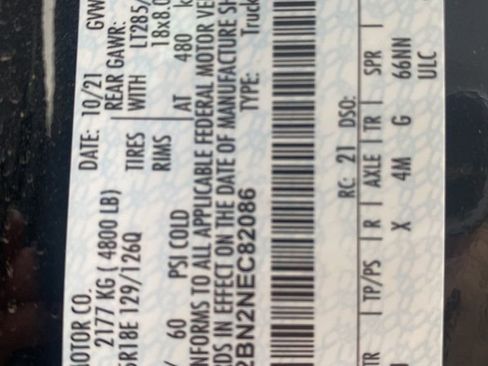 DATE: 10/21 GVW
MOTOR CO.
REAR GAWR:
2177 KG ( 4800 LB)
WITH LT285/
TIRES
5R18E 129/126Q
RIMS 18x8.0
AT 480 k
/ 60 PSI COLD
NFORMS TO ALL APPLICABLE FEDERAL MOTOR VE
RDS IN EFFECT ON THE DATE OF MANUFACTURE SH
2BN2NEC82086 TYPE: Truck
RC: 21 DSO:
TR | TP/PS | R | AXLE | TR | SPR
X 4M G 66NN
ULC